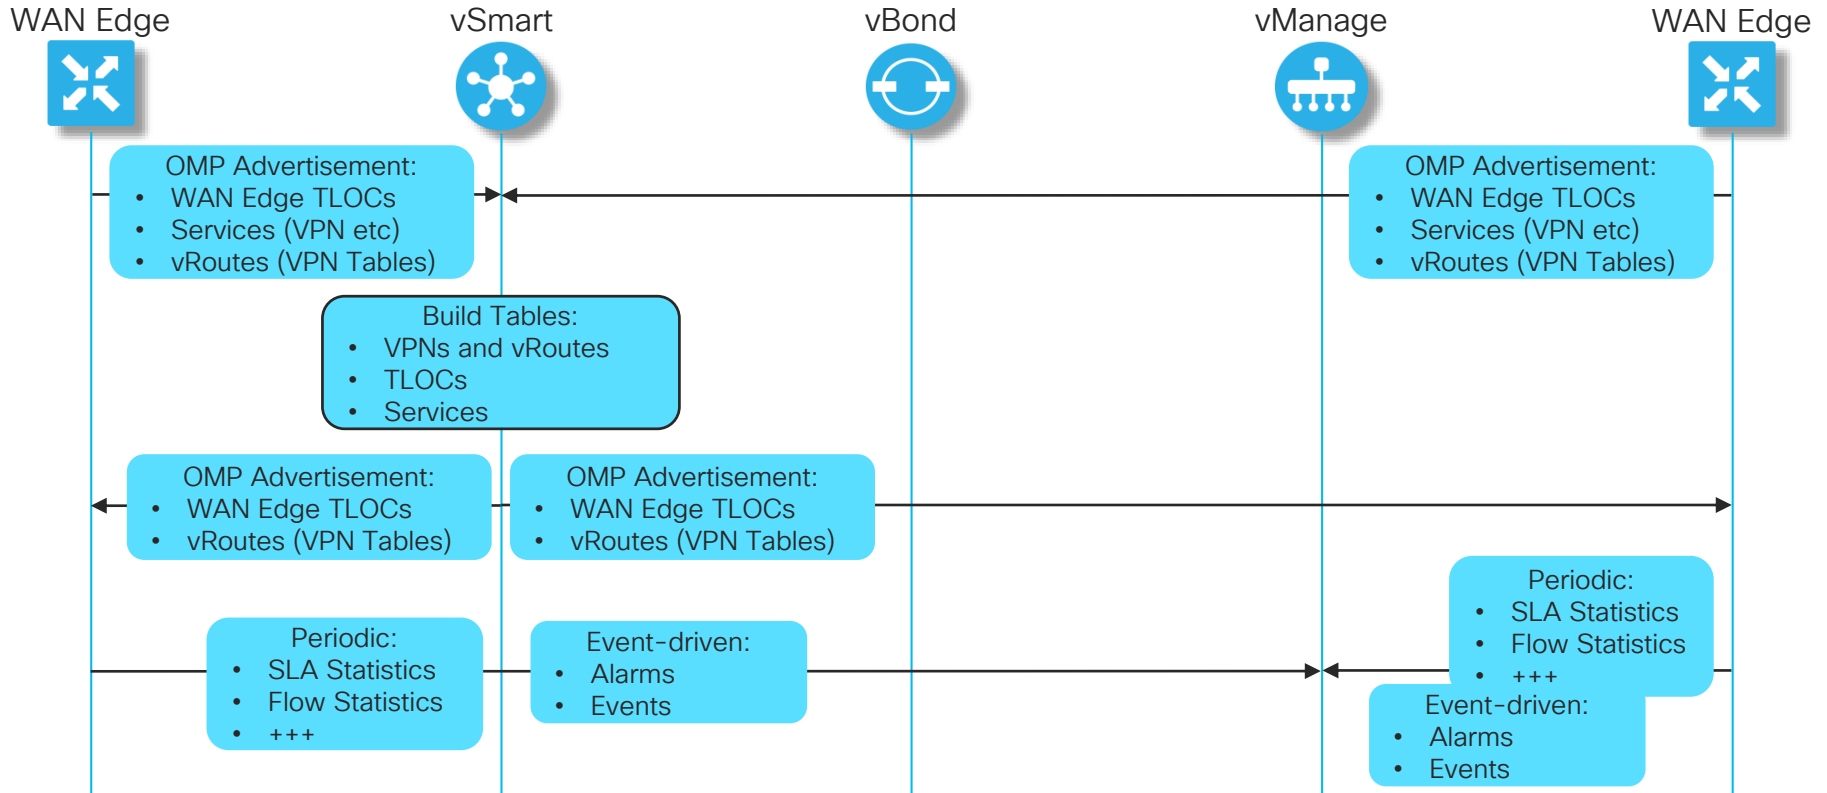 WAN Edge
vSmart
vBond
vManage
WAN Edge
OMP Advertisement:
• WAN Edge TLOCs
• Services (VPN etc)
• vRoutes (VPN Tables)
OMP Advertisement:
• WAN Edge TLOCs
• Services (VPN etc)
• vRoutes (VPN Tables)
Build Tables:
• VPNs and vRoutes
• TLOCs
• Services
OMP Advertisement:
• WAN Edge TLOCs
• vRoutes (VPN Tables)
OMP Advertisement:
• WAN Edge TLOCs
• vRoutes (VPN Tables)
Periodic:
• SLA Statistics
• Flow Statistics
• +++
Event-driven:
• Alarms
• Events
Periodic:
• SLA Statistics
• Flow Statistics
• +++
Event-driven:
• Alarms
• Events